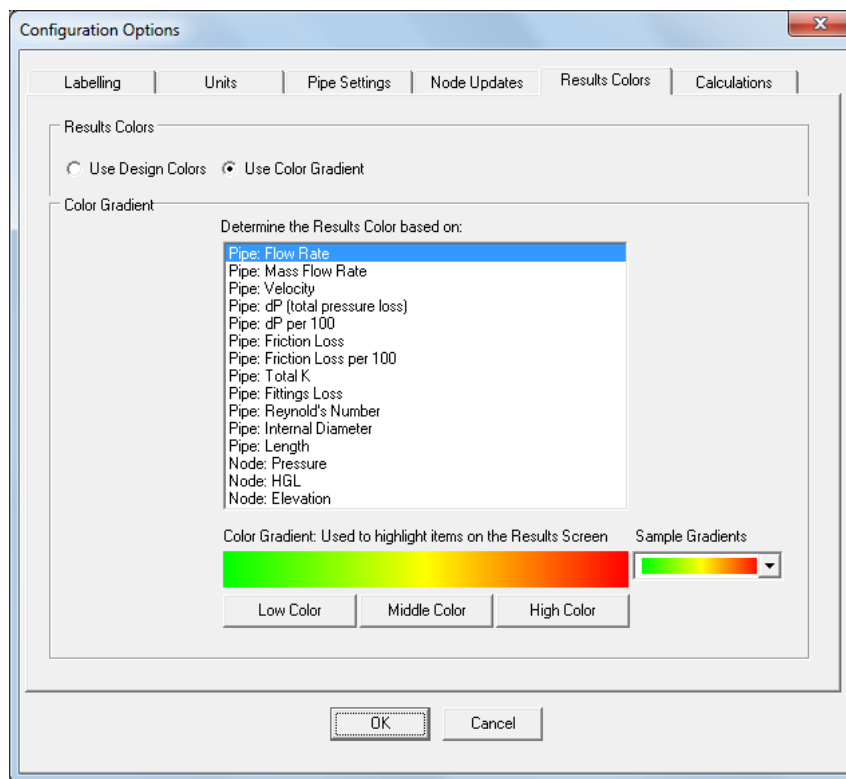 Configuration Options
Labelling Units Pipe Settings Node Updates Results Colors Calculations
Results Colors
Use Design Colors Use Color Gradient
Color Gradient
Determine the Results Color based on:
Pipe: Flow Rate
Pipe: Mass Flow Rate
Pipe: Velocity
Pipe: dP (total pressure loss)
Pipe: dP per 100
Pipe: Friction Loss
Pipe: Friction Loss per 100
Pipe: Total K
Pipe: Fittings Loss
Pipe: Reynold's Number
Pipe: Internal Diameter
Pipe: Length
Node: Pressure
Node: HGL
Node: Elevation
Color Gradient: Used to highlight items on the Results Screen Sample Gradients
Low Color Middle Color High Color
OK Cancel